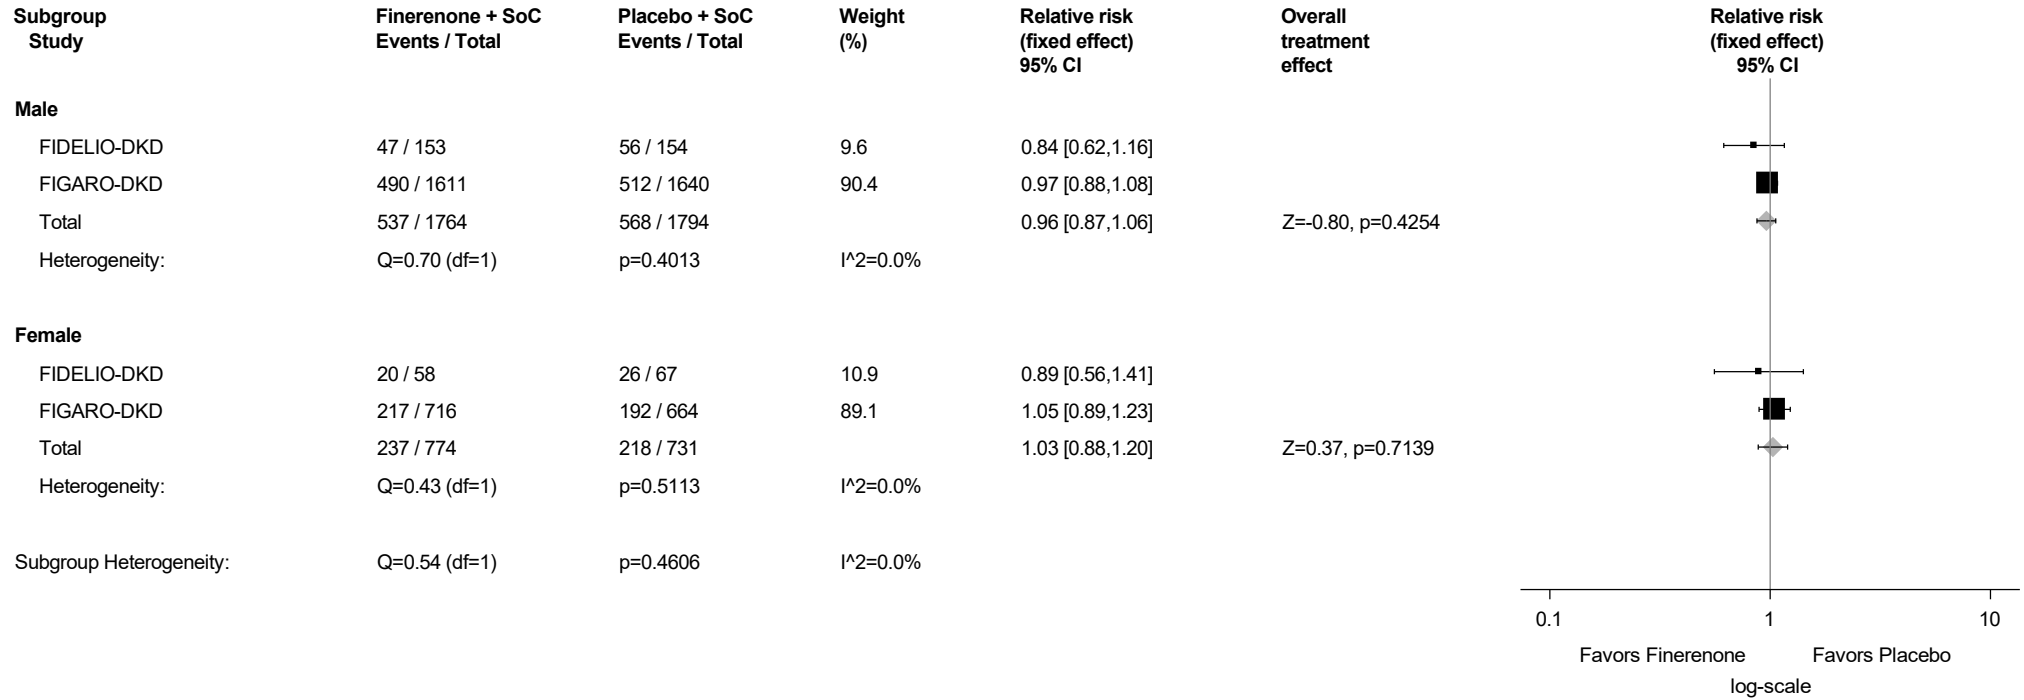 Subgroup Finerenone + SoC Placebo + SoC Weight Relative risk Overall Relative risk
Study Events / Total Events / Total (%) (fixed effect) treatment (fixed effect)
95% CI effect 95% CI
Male
FIDELIO-DKD 47 / 153 56 / 154 9.6 0.84 [0.62,1.16]
FIGARO-DKD 490 / 1611 512 / 1640 90.4 0.97 [0.88,1.08]
Total 537 / 1764 568 / 1794 0.96 [0.87,1.06] Z=-0.80, p=0.4254
Heterogeneity: Q=0.70 (df=1) p=0.4013 I^2=0.0%
Female
FIDELIO-DKD 20 / 58 26 / 67 10.9 0.89 [0.56,1.41]
FIGARO-DKD 217 / 716 192 / 664 89.1 1.05 [0.89,1.23]
Total 237 / 774 218 / 731 1.03 [0.88,1.20] Z=0.37, p=0.7139
Heterogeneity: Q=0.43 (df=1) p=0.5113 I^2=0.0%
Subgroup Heterogeneity: Q=0.54 (df=1) p=0.4606 I^2=0.0%
0.1 1 10
Favors Finerenone Favors Placebo
log-scale